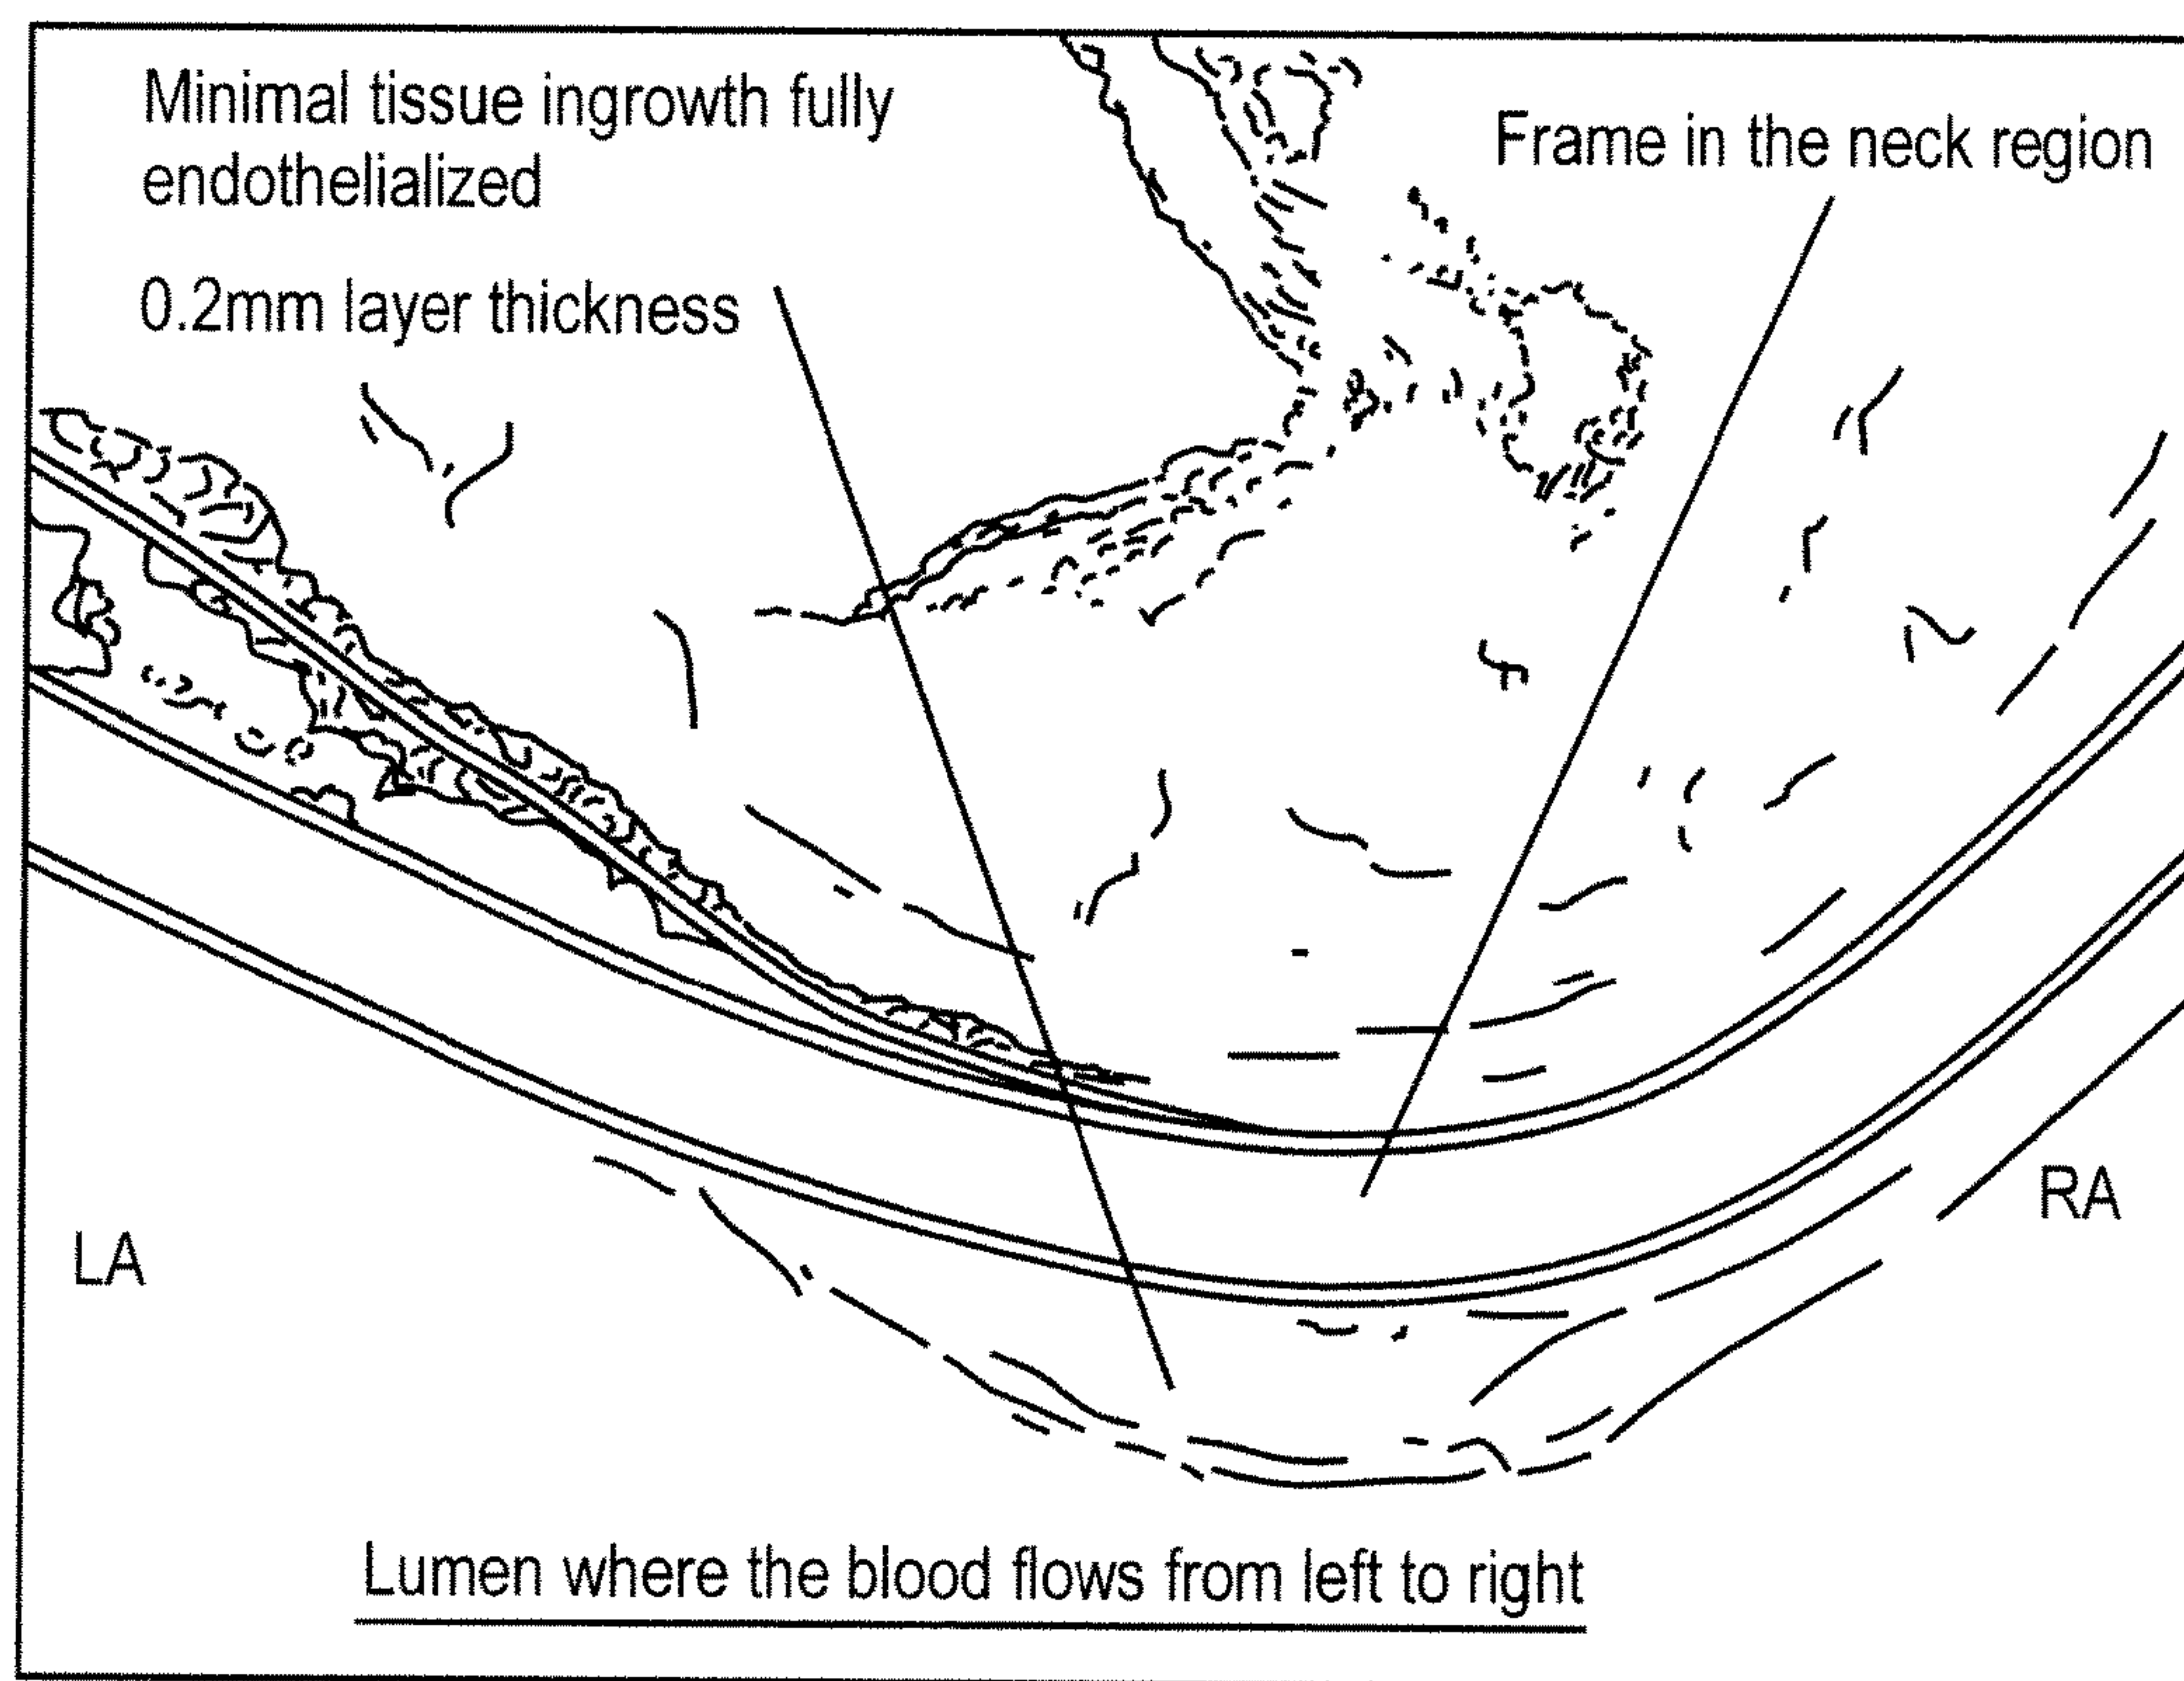 Minimal tissue ingrowth fully
endothelialized
0.2mm layer thickness
Frame in the neck region
LA
RA
Lumen where the blood flows from left to right